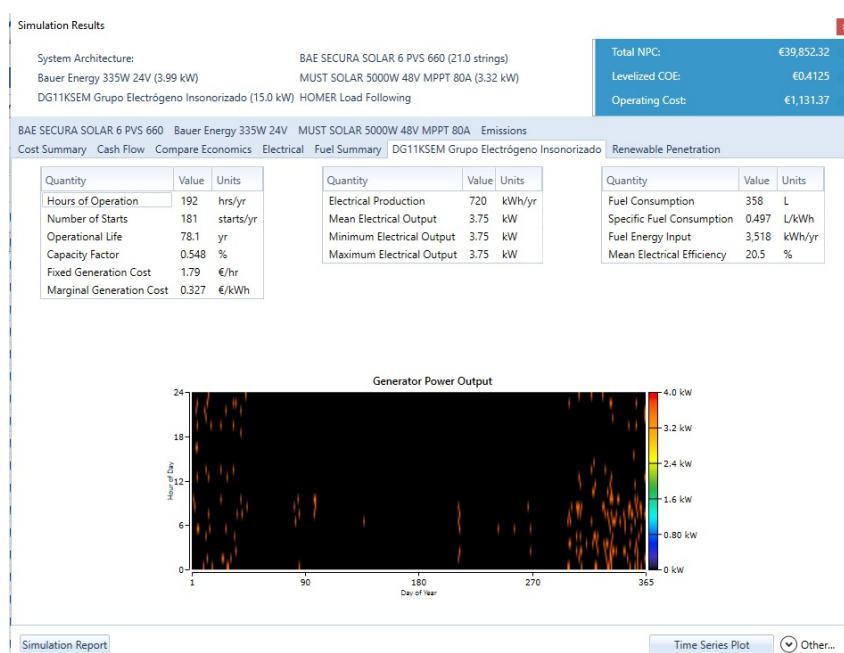 Simulation Results
System Architecture: BAE SECURA SOLAR 6 PVS 660 (21.0 strings)
Bauer Energy 335W 24V (3.99 kW) MUST SOLAR 5000W 48V MPPT 80A (3.32 kW)
DG11KSEM Grupo Electrógeno Insonorizado (15.0 kW) HOMER Load Following
Total NPC: €39,852.32
Levelized COE: €0.4125
Operating Cost: €1,131.37
BAE SECURA SOLAR 6 PVS 660 Bauer Energy 335W 24V MUST SOLAR 5000W 48V MPPT 80A Emissions
Cost Summary Cash Flow Compare Economics Electrical Fuel Summary DG11KSEM Grupo Electrógeno Insonorizado Renewable Penetration
Quantity Value Units
Hours of Operation 192 hrs/yr
Number of Starts 181 starts/yr
Operational Life 78.1 yr
Capacity Factor 0.548 %
Fixed Generation Cost 1.79 €/hr
Marginal Generation Cost 0.327 €/kWh
Quantity Value Units
Electrical Production 720 kWh/yr
Mean Electrical Output 3.75 kW
Minimum Electrical Output 3.75 kW
Maximum Electrical Output 3.75 kW
Quantity Value Units
Fuel Consumption 358 L
Specific Fuel Consumption 0.497 L/kWh
Fuel Energy Input 3,518 kWh/yr
Mean Electrical Efficiency 20.5 %
Generator Power Output
24
18
12
6
0
Hour of Day
1 90 180 270 365
Day of Year
4.0 kW
3.2 kW
2.4 kW
1.6 kW
0.80 kW
0 kW
Simulation Report Time Series Plot Other...